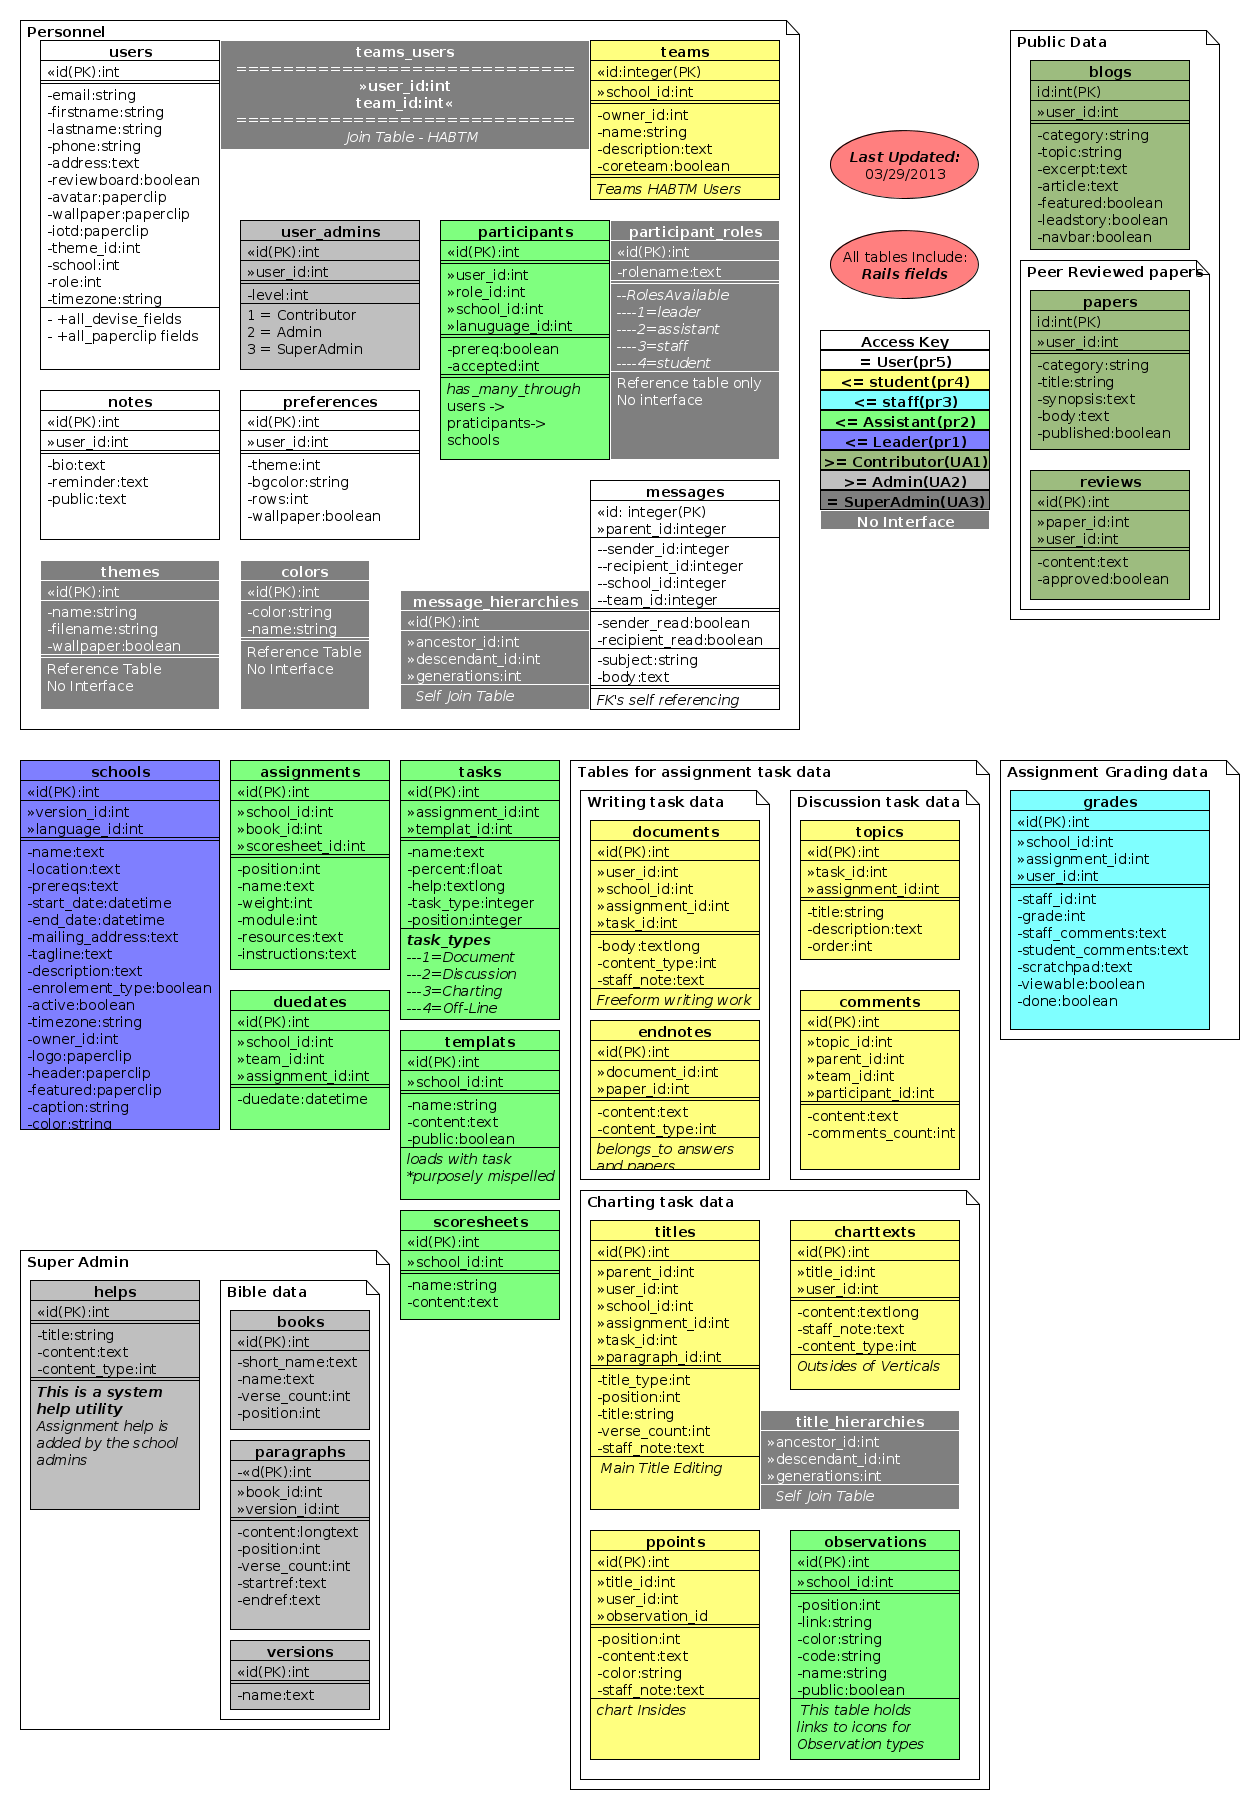 Personnel
users
«id(PK):int
-email:string
-firstname:string
-lastname:string
-phone:string
-address:text
-reviewboard:boolean
-avatar:paperclip
-wallpaper:paperclip
-iotd:paperclip
-theme_id:int
-school:int
-role:int
-timezone:string
- +all_devise_fields
- +all_paperclip fields
teams_users
=============================
»user_id:int
team_id:int«
=============================
Join Table - HABTM
teams
«id:integer(PK)
»school_id:int
-owner_id:int
-name:string
-description:text
-coreteam:boolean
Teams HABTM Users
user_admins
«id(PK):int
»user_id:int
-level:int
1 = Contributor
2 = Admin
3 = SuperAdmin
participants
«id(PK):int
»user_id:int
»role_id:int
»school_id:int
»lanuguage_id:int
-prereq:boolean
-accepted:int
has_many_through
users ->
praticipants->
schools
participant_roles
«id(PK):int
-rolename:text
--RolesAvailable
----1=leader
----2=assistant
----3=staff
----4=student
Reference table only
No interface
notes
«id(PK):int
»user_id:int
-bio:text
-reminder:text
-public:text
preferences
«id(PK):int
»user_id:int
-theme:int
-bgcolor:string
-rows:int
-wallpaper:boolean
themes
«id(PK):int
-name:string
-filename:string
-wallpaper:boolean
Reference Table
No Interface
colors
«id(PK):int
-color:string
-name:string
Reference Table
No Interface
message_hierarchies
«id(PK):int
»ancestor_id:int
»descendant_id:int
»generations:int
Self Join Table
messages
«id: integer(PK)
»parent_id:integer
--sender_id:integer
--recipient_id:integer
--school_id:integer
--team_id:integer
-sender_read:boolean
-recipient_read:boolean
-subject:string
-body:text
FK's self referencing
Last Updated:
03/29/2013
All tables Include:
Rails fields
Access Key
= User(pr5)
<= student(pr4)
<= staff(pr3)
<= Assistant(pr2)
<= Leader(pr1)
>= Contributor(UA1)
>= Admin(UA2)
= SuperAdmin(UA3)
No Interface
Public Data
blogs
id:int(PK)
»user_id:int
-category:string
-topic:string
-excerpt:text
-article:text
-featured:boolean
-leadstory:boolean
-navbar:boolean
Peer Reviewed papers
papers
id:int(PK)
»user_id:int
-category:string
-title:string
-synopsis:text
-body:text
-published:boolean
reviews
«id(PK):int
»paper_id:int
»user_id:int
-content:text
-approved:boolean
schools
«id(PK):int
»version_id:int
»language_id:int
-name:text
-location:text
-prereqs:text
-start_date:datetime
-end_date:datetime
-mailing_address:text
-tagline:text
-description:text
-enrolement_type:boolean
-active:boolean
-timezone:string
-owner_id:int
-logo:paperclip
-header:paperclip
-featured:paperclip
-caption:string
-color:string
assignments
«id(PK):int
»school_id:int
»book_id:int
»scoresheet_id:int
-position:int
-name:text
-weight:int
-module:int
-resources:text
-instructions:text
duedates
«id(PK):int
»school_id:int
»team_id:int
»assignment_id:int
-duedate:datetime
tasks
«id(PK):int
»assignment_id:int
»templat_id:int
-name:text
-percent:float
-help:textlong
-task_type:integer
-position:integer
task_types
---1=Document
---2=Discussion
---3=Charting
---4=Off-Line
templats
«id(PK):int
»school_id:int
-name:string
-content:text
-public:boolean
loads with task
*purposely mispelled
scoresheets
«id(PK):int
»school_id:int
-name:string
-content:text
Tables for assignment task data
Writing task data
documents
«id(PK):int
»user_id:int
»school_id:int
»assignment_id:int
»task_id:int
-body:textlong
-content_type:int
-staff_note:text
Freeform writing work
endnotes
«id(PK):int
»document_id:int
»paper_id:int
-content:text
-content_type:int
belongs_to answers
and papers
Discussion task data
topics
«id(PK):int
»task_id:int
»assignment_id:int
-title:string
-description:text
-order:int
comments
«id(PK):int
»topic_id:int
»parent_id:int
»team_id:int
»participant_id:int
-content:text
-comments_count:int
Assignment Grading data
grades
«id(PK):int
»school_id:int
»assignment_id:int
»user_id:int
-staff_id:int
-grade:int
-staff_comments:text
-student_comments:text
-scratchpad:text
-viewable:boolean
-done:boolean
Charting task data
titles
«id(PK):int
»parent_id:int
»user_id:int
»school_id:int
»assignment_id:int
»task_id:int
»paragraph_id:int
-title_type:int
-position:int
-title:string
-verse_count:int
-staff_note:text
Main Title Editing
charttexts
«id(PK):int
»title_id:int
»user_id:int
-content:textlong
-staff_note:text
-content_type:int
Outsides of Verticals
title_hierarchies
»ancestor_id:int
»descendant_id:int
»generations:int
Self Join Table
ppoints
«id(PK):int
»title_id:int
»user_id:int
»observation_id
-position:int
-content:text
-color:string
-staff_note:text
chart Insides
observations
«id(PK):int
»school_id:int
-position:int
-link:string
-color:string
-code:string
-name:string
-public:boolean
This table holds
links to icons for
Observation types
Super Admin
helps
«id(PK):int
-title:string
-content:text
-content_type:int
This is a system
help utility
Assignment help is
added by the school
admins
Bible data
books
«id(PK):int
-short_name:text
-name:text
-verse_count:int
-position:int
paragraphs
-«d(PK):int
»book_id:int
»version_id:int
-content:longtext
-position:int
-verse_count:int
-startref:text
-endref:text
versions
«id(PK):int
-name:text